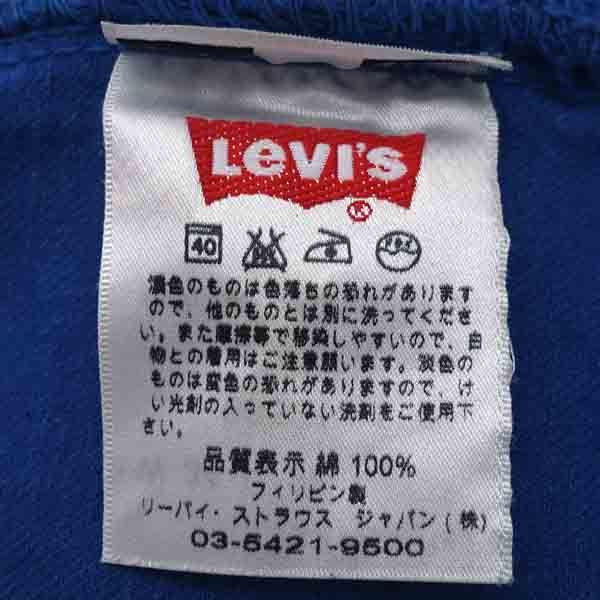 Levi's
®
40
濃色のものは色落ちの恐れがあります
ので、他のものとは別に洗ってくださ
い。また摩擦等で移染しやすいので、白
物との着用はご注意願います。淡色の
ものは変色の恐れがありますので、け
い光剤の入っていない洗剤をご使用下
さい。
品質表示 綿 100%
フィリピン製
リーバイ・ストラウス ジャパン(株)
03-5421-9500